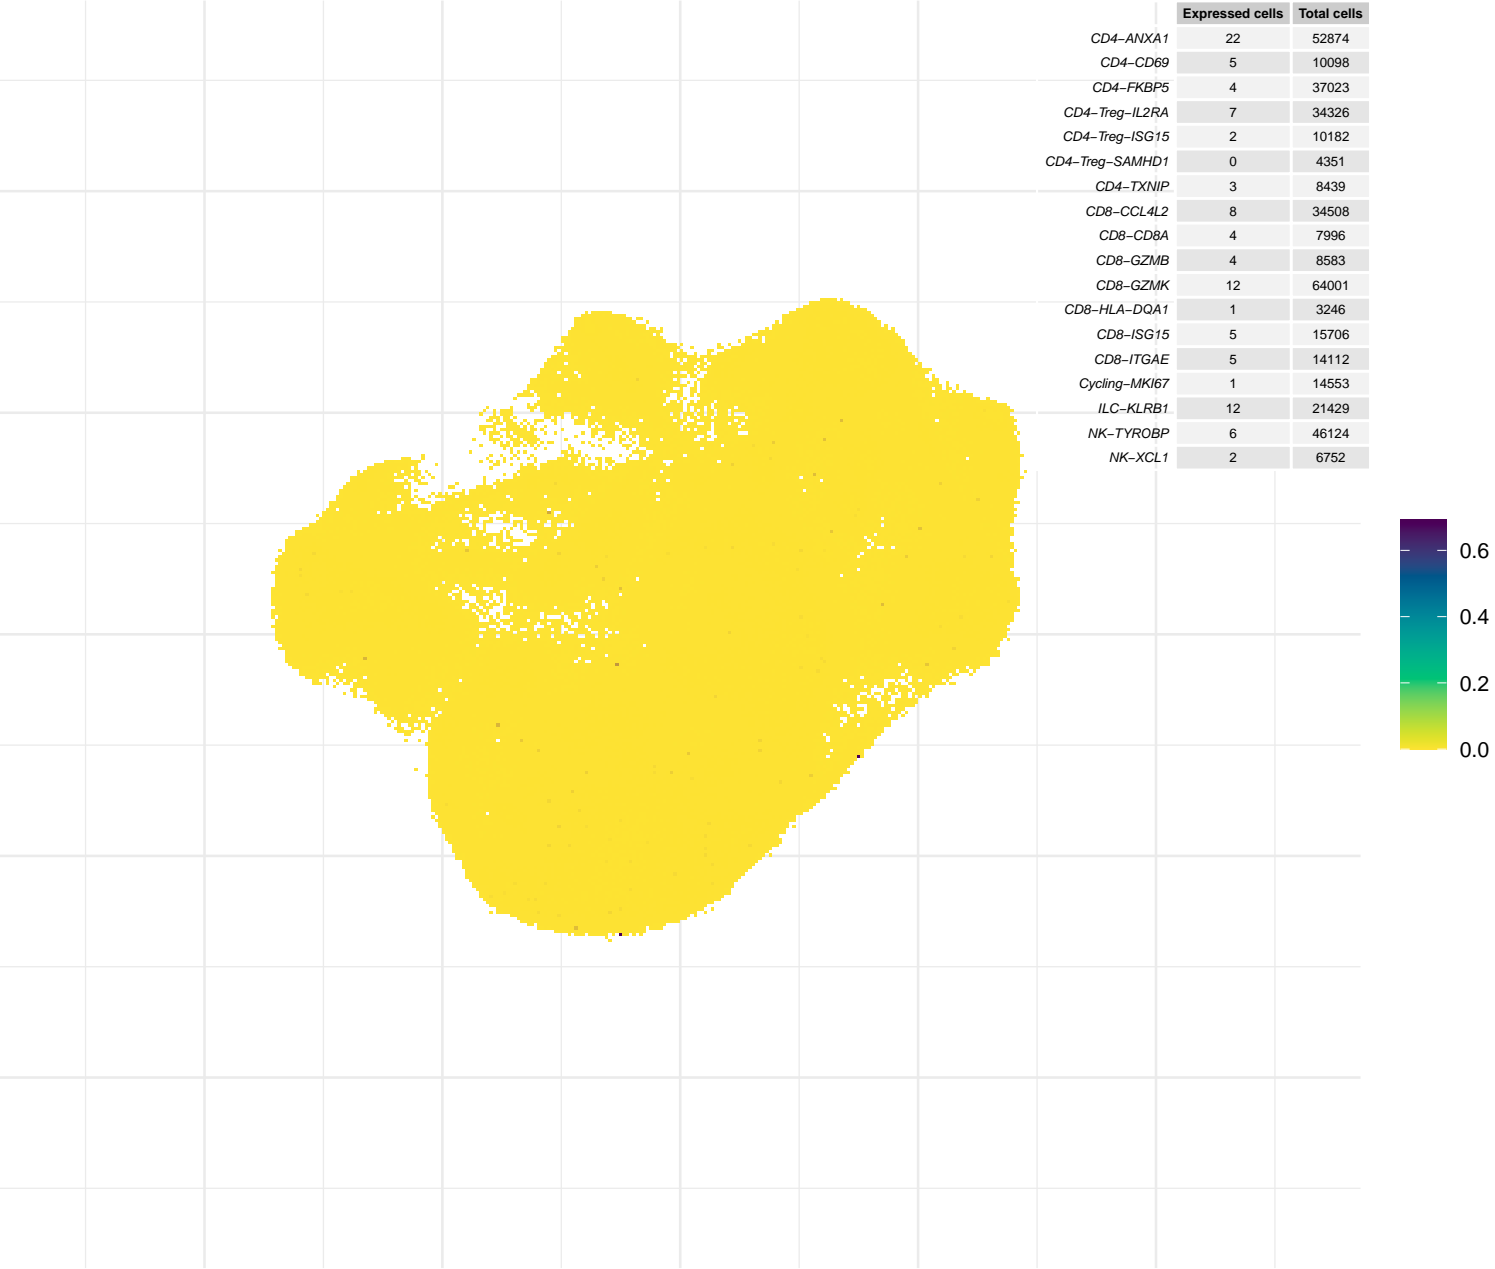 Expressed cells Total cells
CD4−ANXA1 22 52874
CD4−CD69 5 10098
CD4−FKBP5 4 37023
CD4−Treg−IL2RA 7 34326
CD4−Treg−ISG15 2 10182
CD4−Treg−SAMHD1 0 4351
CD4−TXNIP 3 8439
CD8−CCL4L2 8 34508
CD8−CD8A 4 7996
CD8−GZMB 4 8583
CD8−GZMK 12 64001
CD8−HLA−DQA1 1 3246
CD8−ISG15 5 15706
CD8−ITGAE 5 14112
Cycling−MKI67 1 14553
ILC−KLRB1 12 21429
NK−TYROBP 6 46124
NK−XCL1 2 6752
0.6
0.4
0.2
0.0